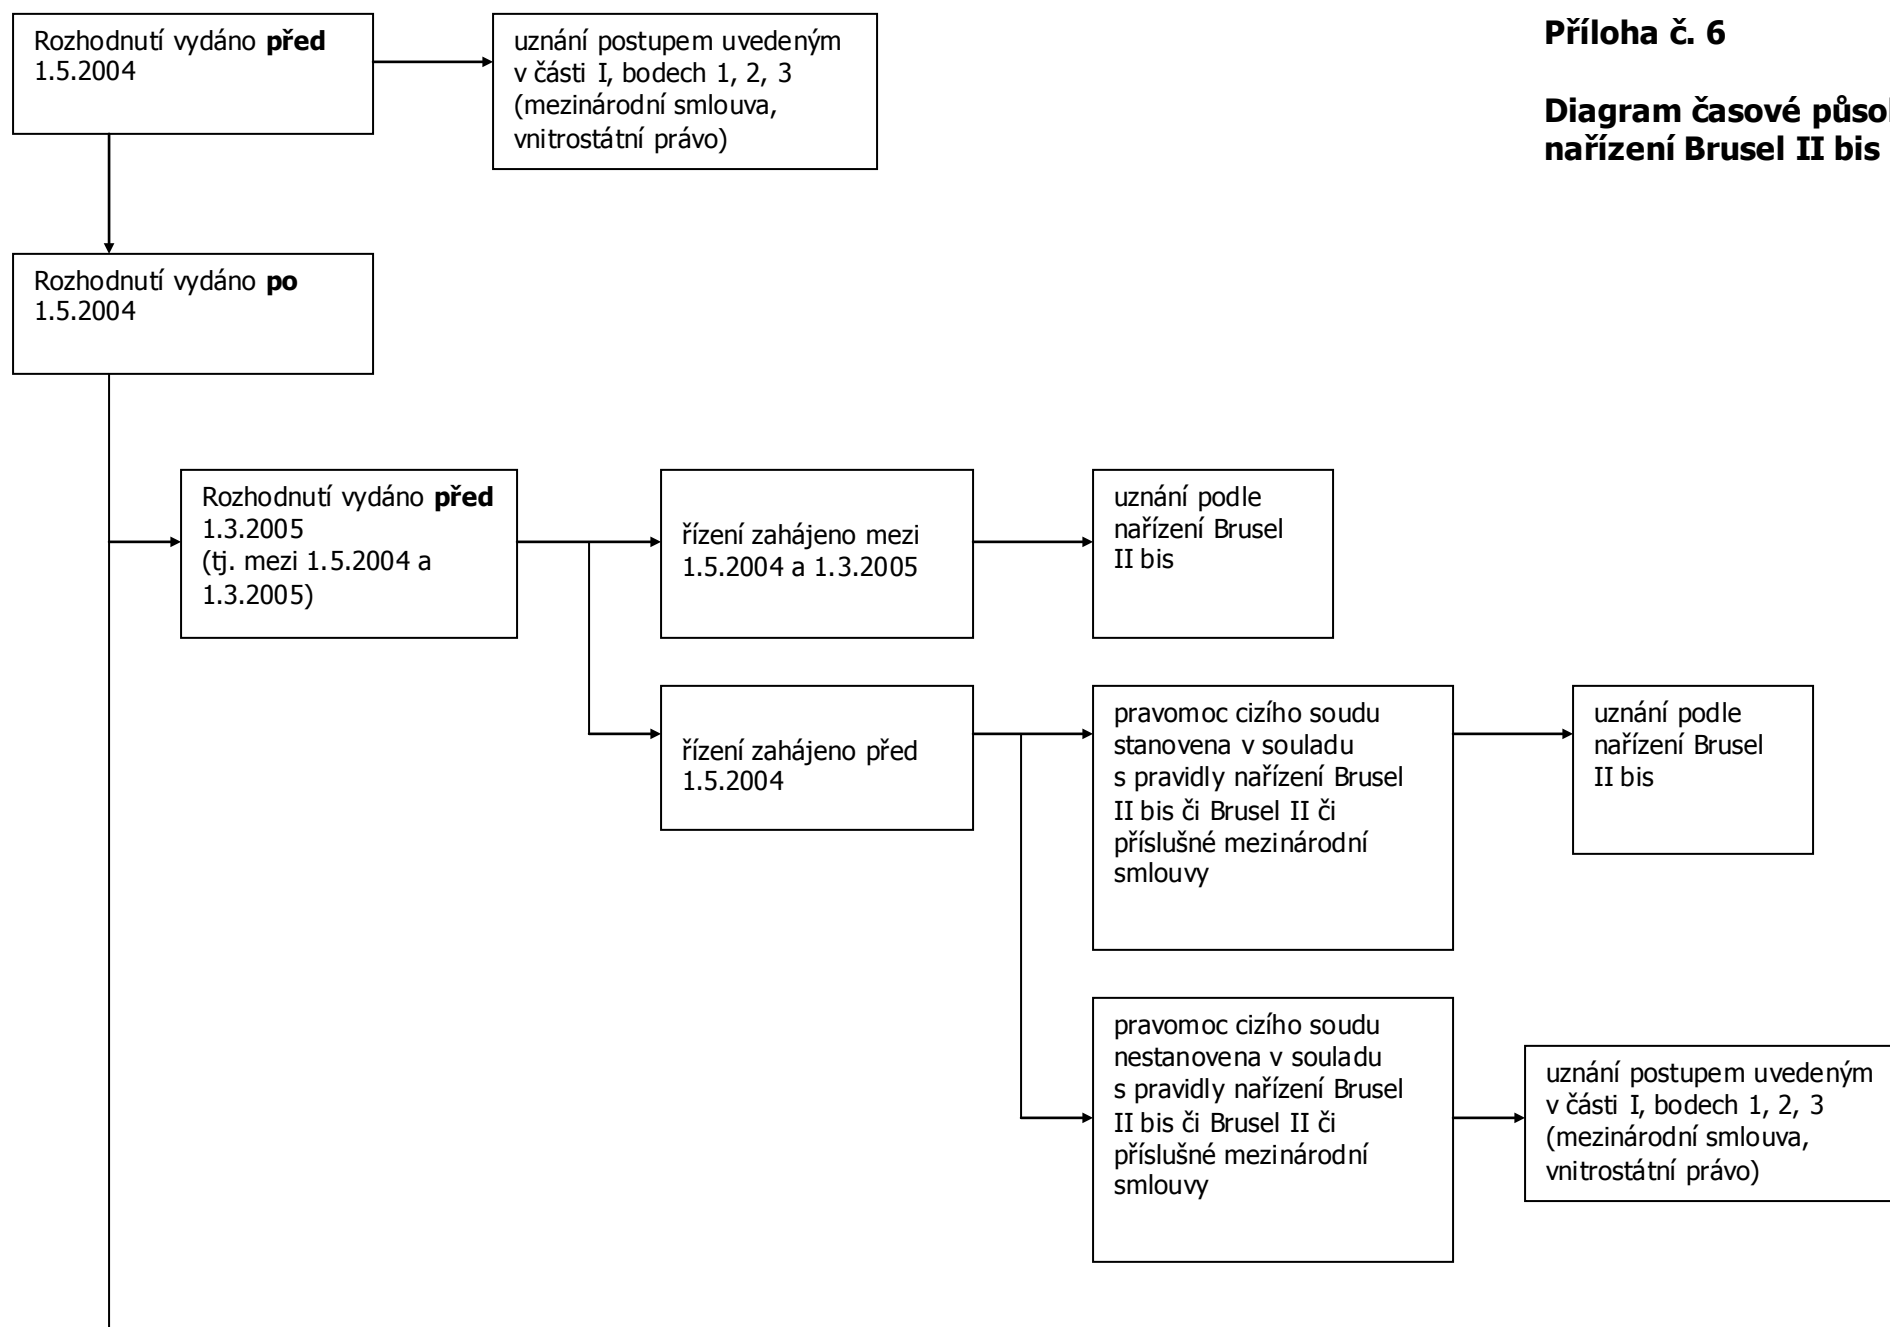 Příloha č. 6
Diagram časové
nařízení Brusel II bis
Rozhodnutí vydáno před
1.5.2004
uznání postupem uvedeným
v části I, bodech 1, 2, 3
(mezinárodní smlouva,
vnitrostátní právo)
Rozhodnutí vydáno po
1.5.2004
Rozhodnutí vydáno před
1.3.2005
(tj. mezi 1.5.2004 a
1.3.2005)
řízení zahájeno mezi
1.5.2004 a 1.3.2005
uznání podle
nařízení Brusel
II bis
řízení zahájeno před
1.5.2004
pravomoc cizího soudu
stanovena v souladu
s pravidly nařízení Brusel
II bis či Brusel II či
příslušné mezinárodní
smlouvy
uznání podle
nařízení Brusel
II bis
pravomoc cizího soudu
nestanovena v souladu
s pravidly nařízení Brusel
II bis či Brusel II či
příslušné mezinárodní
smlouvy
uznání postupem uvedeným
v části I, bodech 1, 2, 3
(mezinárodní smlouva,
vnitrostátní právo)